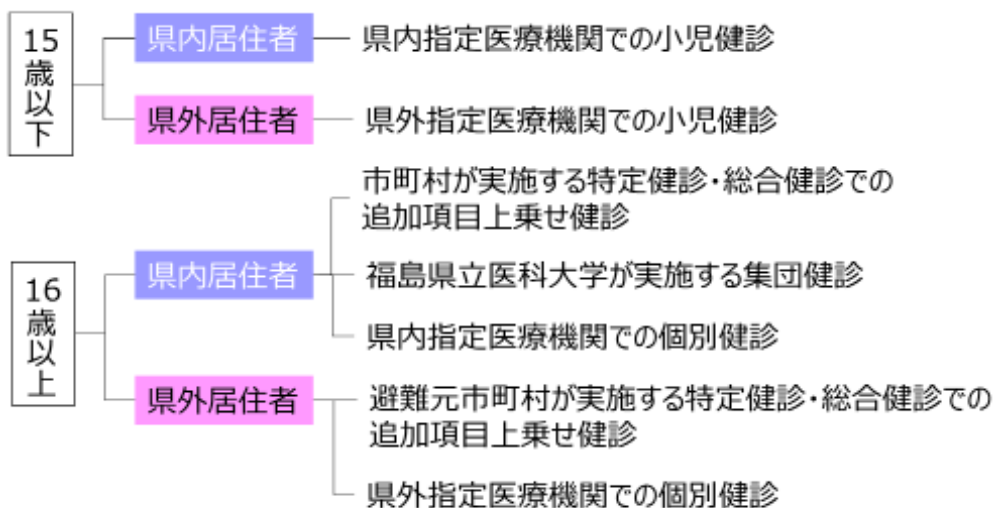 15歳以下
県内居住者
県内指定医療機関での小児健診
県外居住者
県外指定医療機関での小児健診
16歳以上
県内居住者
市町村が実施する特定健診・総合健診での
追加項目上乗せ健診
福島県立医科大学が実施する集団健診
県内指定医療機関での個別健診
県外居住者
避難元市町村が実施する特定健診・総合健診での
追加項目上乗せ健診
県外指定医療機関での個別健診